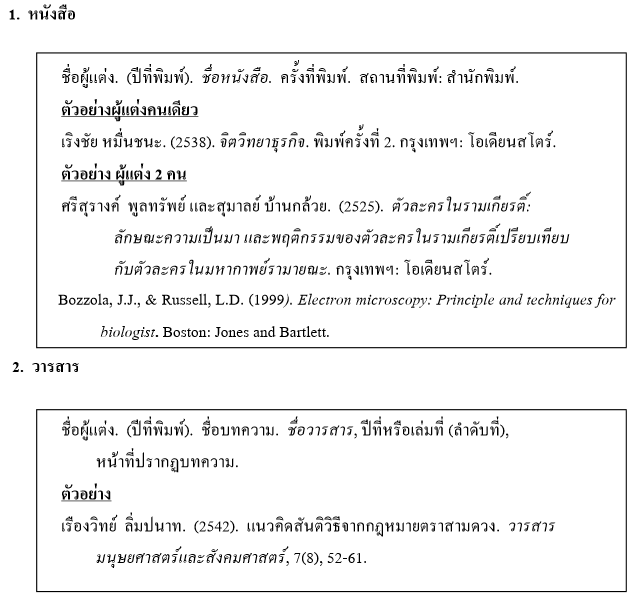 1. หนังสือ
ชื่อผู้แต่ง. (ปีที่พิมพ์). ชื่อหนังสือ. ครั้งที่พิมพ์. สถานที่พิมพ์: สำนักพิมพ์.
ตัวอย่างผู้แต่งคนเดียว
เริงชัย หมื่นชนะ. (2538). จิตวิทยาธุรกิจ. พิมพ์ครั้งที่ 2. กรุงเทพฯ: โอเดียนสโตร์.
ตัวอย่าง ผู้แต่ง 2 คน
ศรีสุรางค์ พูลทรัพย์ และสุมาลย์ บ้านกล้วย. (2525). ตัวละครในรามเกียรติ์:
ลักษณะความเป็นมา และพฤติกรรมของตัวละครในรามเกียรติ์เปรียบเทียบ
กับตัวละครในมหากาพย์รามายณะ. กรุงเทพฯ: โอเดียนสโตร์.
Bozzola, J.J., & Russell, L.D. (1999). Electron microscopy: Principle and techniques for
biologist. Boston: Jones and Bartlett.
2. วารสาร
ชื่อผู้แต่ง. (ปีที่พิมพ์). ชื่อบทความ. ชื่อวารสาร, ปีที่หรือเล่มที่ (ลำดับที่),
หน้าที่ปรากฏบทความ.
ตัวอย่าง
เรืองวิทย์ ลิ่มปนาท. (2542). แนวคิดสันติวิธีจากกฎหมายตราสามดวง. วารสาร
มนุษยศาสตร์และสังคมศาสตร์, 7(8), 52-61.